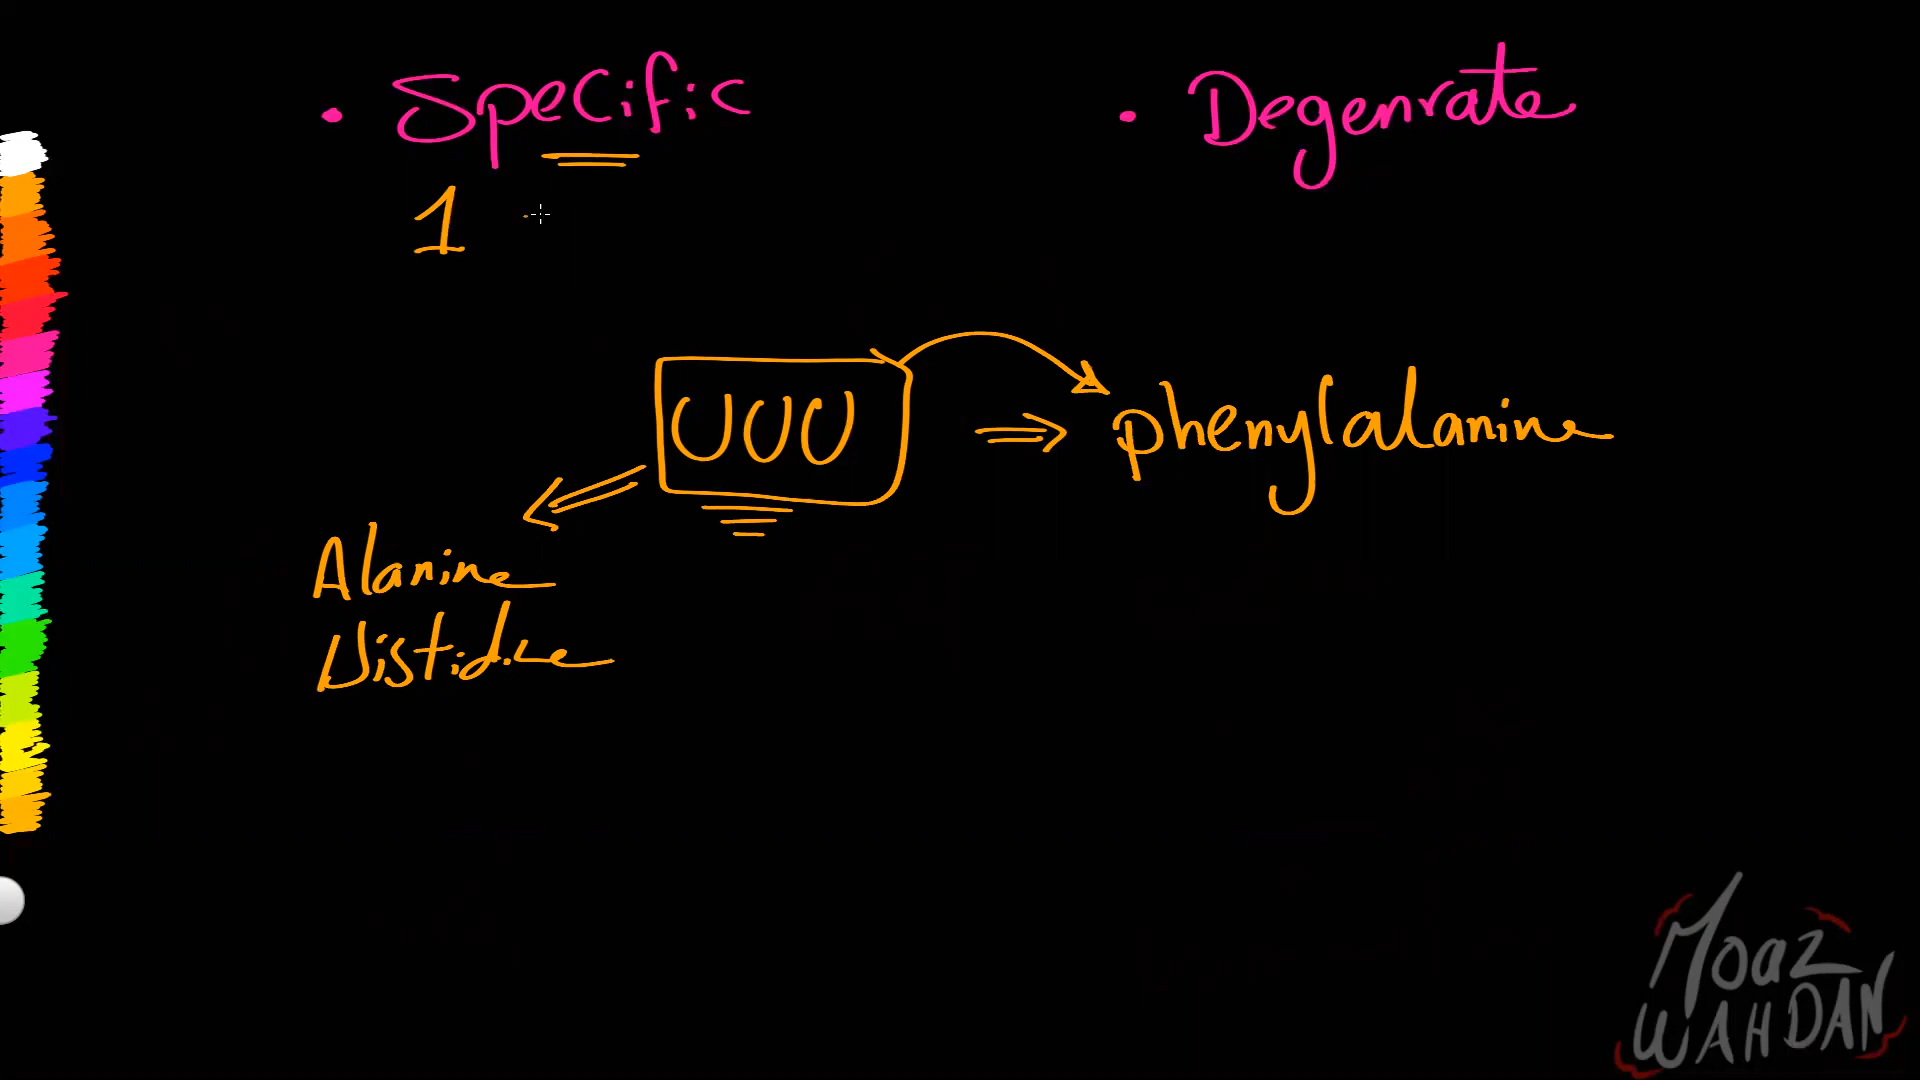 • Specific
• Degenrate
1
UUU ⇒ phenylalanine
Alanine
Histidine
Moaz
WAHDAN